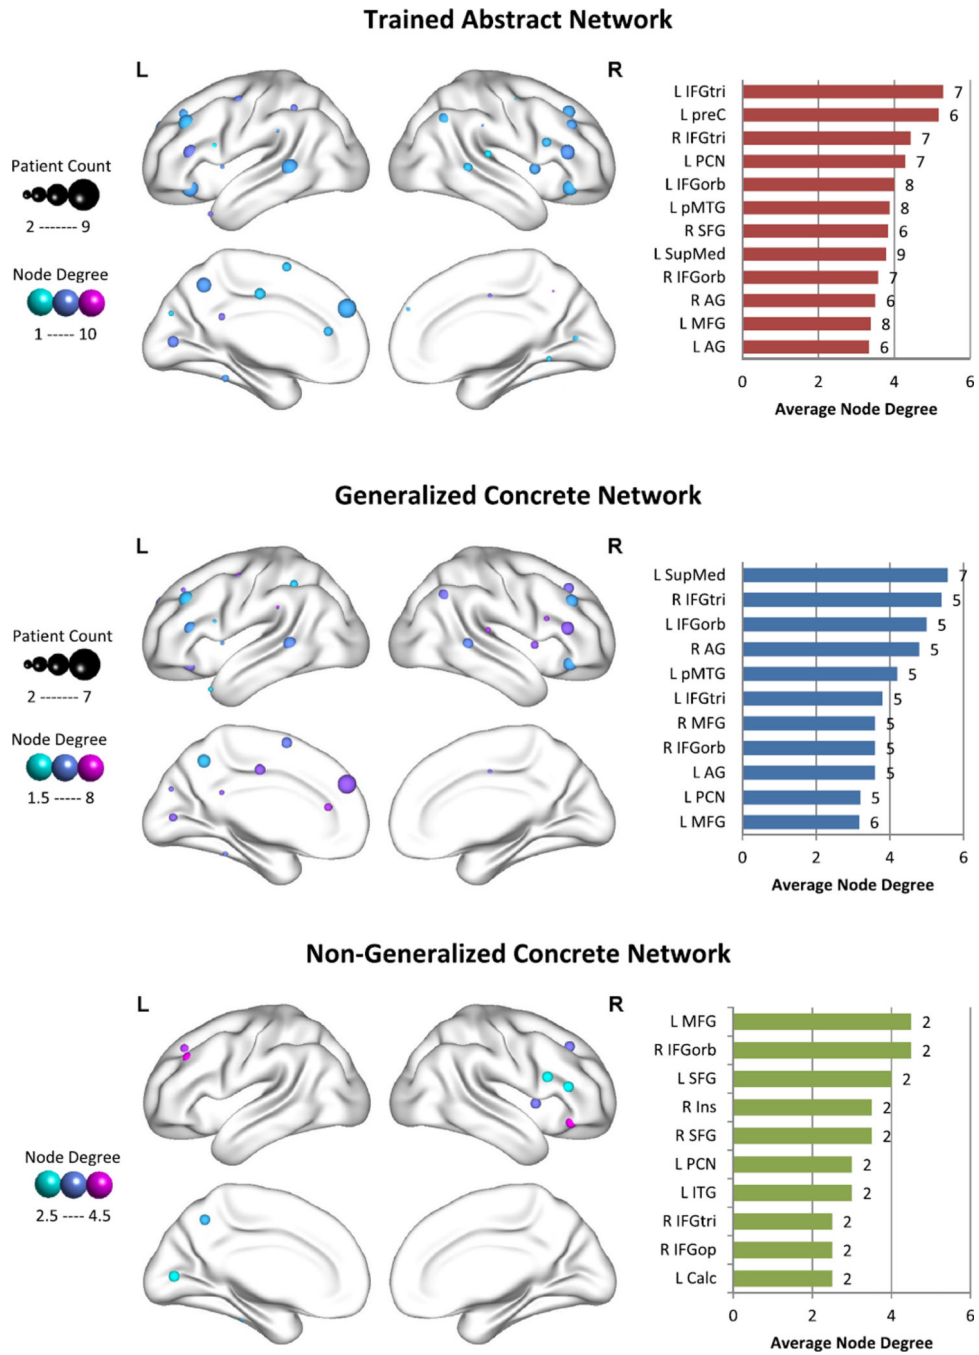 Trained Abstract Network
L
R
Patient Count
2 ------- 9
Node Degree
1 ----- 10
L IFGtri 7
L preC 6
R IFGtri 7
L PCN 7
L IFGorb 8
L pMTG 8
R SFG 6
L SupMed 9
R IFGorb 7
R AG 6
L MFG 8
L AG 6
0 2 4 6
Average Node Degree
Generalized Concrete Network
L
R
Patient Count
2 ------- 7
Node Degree
1.5 ----- 8
L SupMed 7
R IFGtri 5
L IFGorb 5
R AG 5
L pMTG 5
L IFGtri 5
R MFG 5
R IFGorb 5
L AG 5
L PCN 5
L MFG 6
0 2 4 6
Average Node Degree
Non-Generalized Concrete Network
L
R
Node Degree
2.5 ---- 4.5
L MFG 2
R IFGorb 2
L SFG 2
R Ins 2
R SFG 2
L PCN 2
L ITG 2
R IFGtri 2
R IFGop 2
L Calc 2
0 2 4 6
Average Node Degree